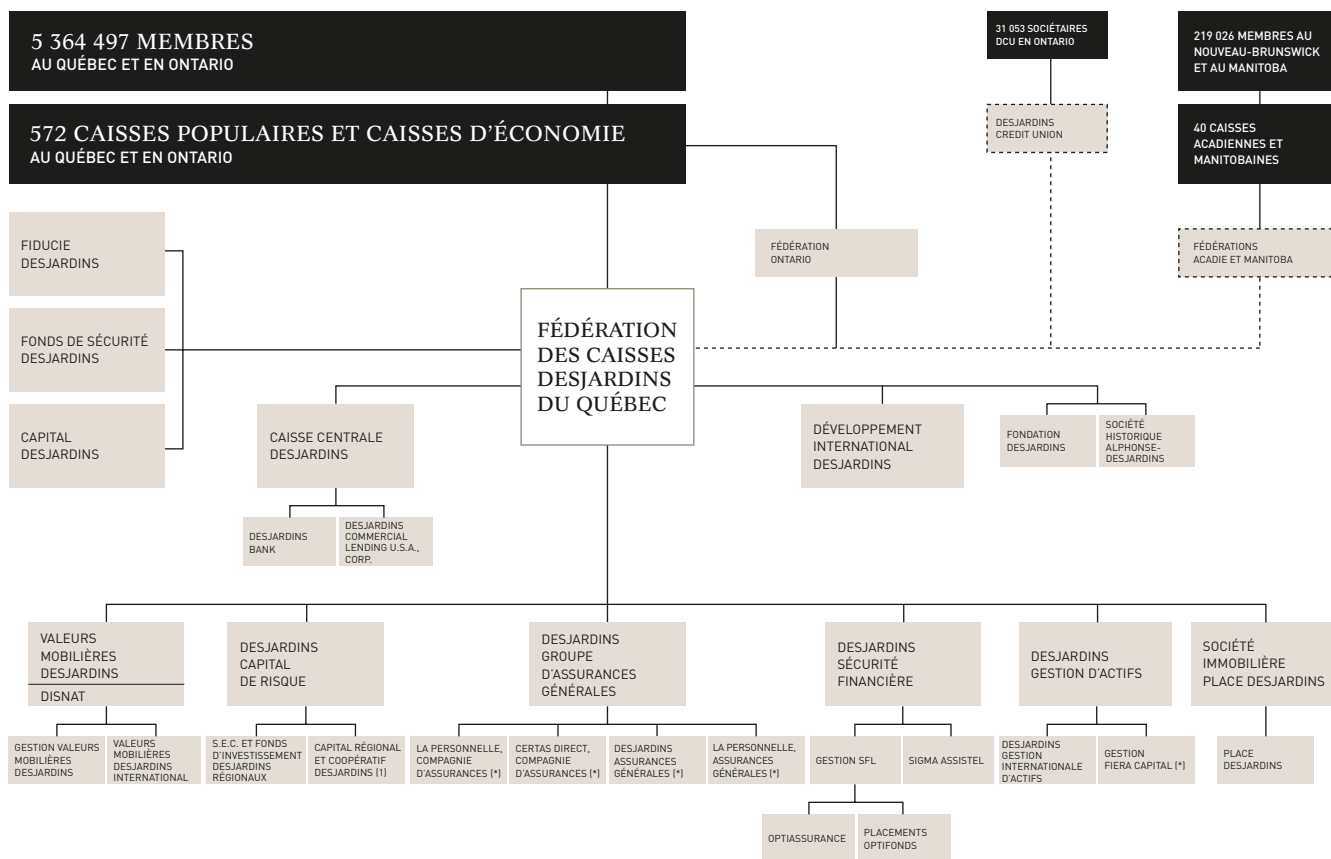 5 364 497 MEMBRES
AU QUÉBEC ET EN ONTARIO
31 053 SOCIÉTAIRES
DCU EN ONTARIO
219 026 MEMBRES AU
NOUVEAU-BRUNSWICK
ET AU MANITOBA
572 CAISSES POPULAIRES ET CAISSES D'ÉCONOMIE
AU QUÉBEC ET EN ONTARIO
DESJARDINS
CREDIT UNION
40 CAISSES
ACADIENNES ET
MANITOBAINES
FIDUCIE
DESJARDINS
FÉDÉRATION
ONTARIO
FÉDÉRATIONS
ACADIE ET MANITOBA
FONDS DE SÉCURITÉ
DESJARDINS
FÉDÉRATION
DES CAISSES
DESJARDINS
DU QUÉBEC
CAPITAL
DESJARDINS
CAISSE CENTRALE
DESJARDINS
DÉVELOPPEMENT
INTERNATIONAL
DESJARDINS
FONDATION
DESJARDINS
SOCIÉTÉ
HISTORIQUE
ALPHONSE-
DESJARDINS
DESJARDINS
BANK
DESJARDINS
COMMERCIAL
LENDING U.S.A.,
CORP.
VALEURS
MOBILIÈRES
DESJARDINS
DISNAT
DESJARDINS
CAPITAL
DE RISQUE
DESJARDINS
GROUPE
D'ASSURANCES
GÉNÉRALES
DESJARDINS
SÉCURITÉ
FINANCIÈRE
DESJARDINS
GESTION D'ACTIFS
SOCIÉTÉ
IMMOBILIÈRE
PLACE DESJARDINS
GESTION VALEURS
MOBILIÈRES
DESJARDINS
VALEURS
MOBILIÈRES
DESJARDINS
INTERNATIONAL
S.E.C. ET FONDS
D'INVESTISSEMENT
DESJARDINS
RÉGIONAUX
CAPITAL RÉGIONAL
ET COOPÉRATIF
DESJARDINS (1)
LA PERSONNELLE,
COMPAGNIE
D'ASSURANCES (*)
CERTAS DIRECT,
COMPAGNIE
D'ASSURANCES (*)
DESJARDINS
ASSURANCES
GÉNÉRALES (*)
LA PERSONNELLE,
ASSURANCES
GÉNÉRALES (*)
GESTION SFL
SIGMA ASSISTEL
DESJARDINS
GESTION
INTERNATIONALE
D'ACTIFS
GESTION
FIERA CAPITAL (*)
PLACE
DESJARDINS
OPTIASSURANCE
PLACEMENTS
OPTIFONDS